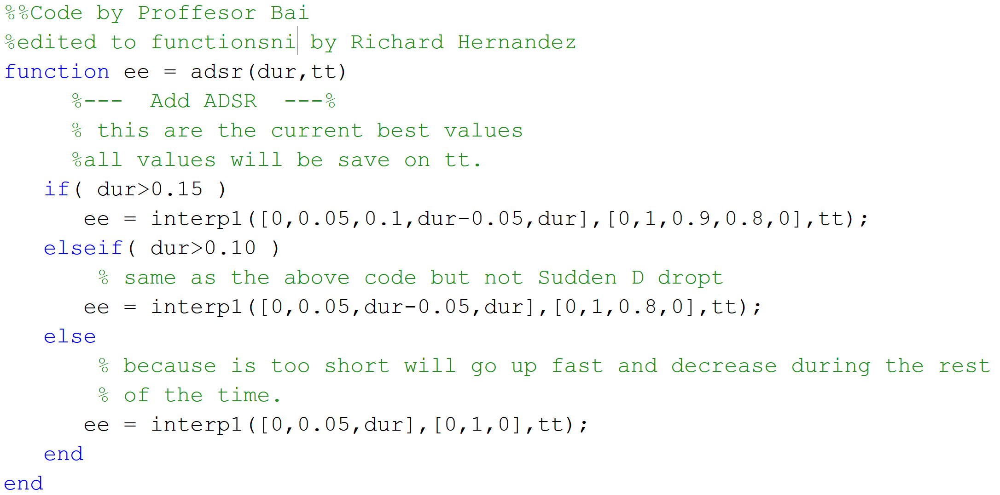 %%Code by Proffesor Bai
%edited to functionsni by Richard Hernandez
function ee = adsr(dur,tt)
%---  Add ADSR  ---%
% this are the current best values
%all values will be save on tt.
if( dur>0.15 )
ee = interp1([0,0.05,0.1,dur-0.05,dur],[0,1,0.9,0.8,0],tt);
elseif( dur>0.10 )
% same as the above code but not Sudden D dropt
ee = interp1([0,0.05,dur-0.05,dur],[0,1,0.8,0],tt);
else
% because is too short will go up fast and decrease during the rest
% of the time.
ee = interp1([0,0.05,dur],[0,1,0],tt);
end
end